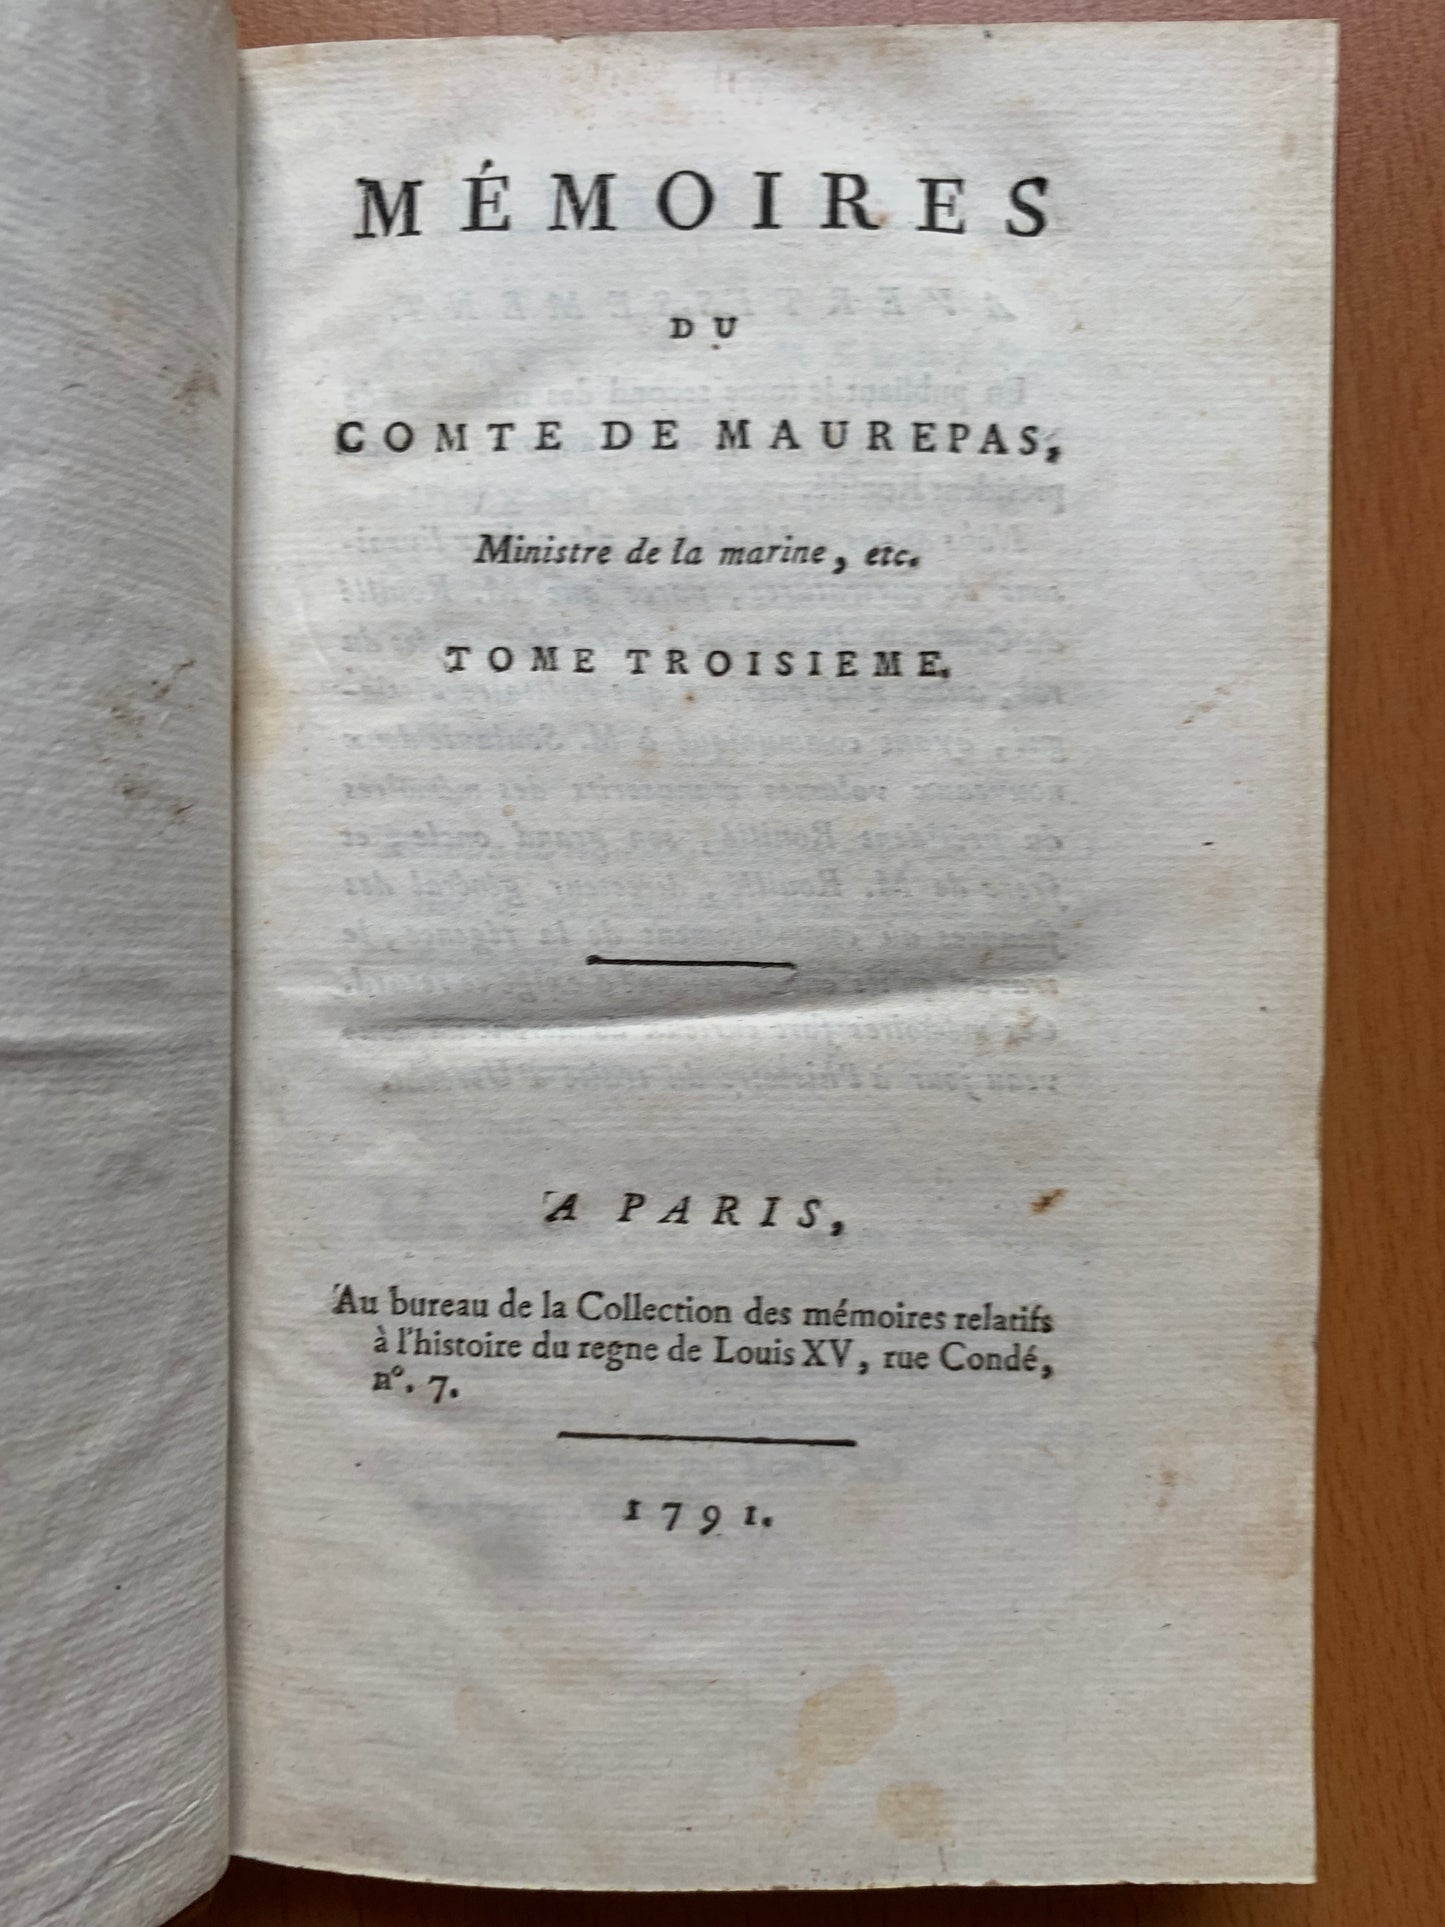 MÉMOIRES
DU
COMTE DE MAUREPAS,
Ministre de la marine, etc.
TOME TROISIEME.
A PARIS,
Au bureau de la Collection des mémoires relatifs
à l'histoire du regne de Louis XV, rue Condé,
nº. 7.
1791.